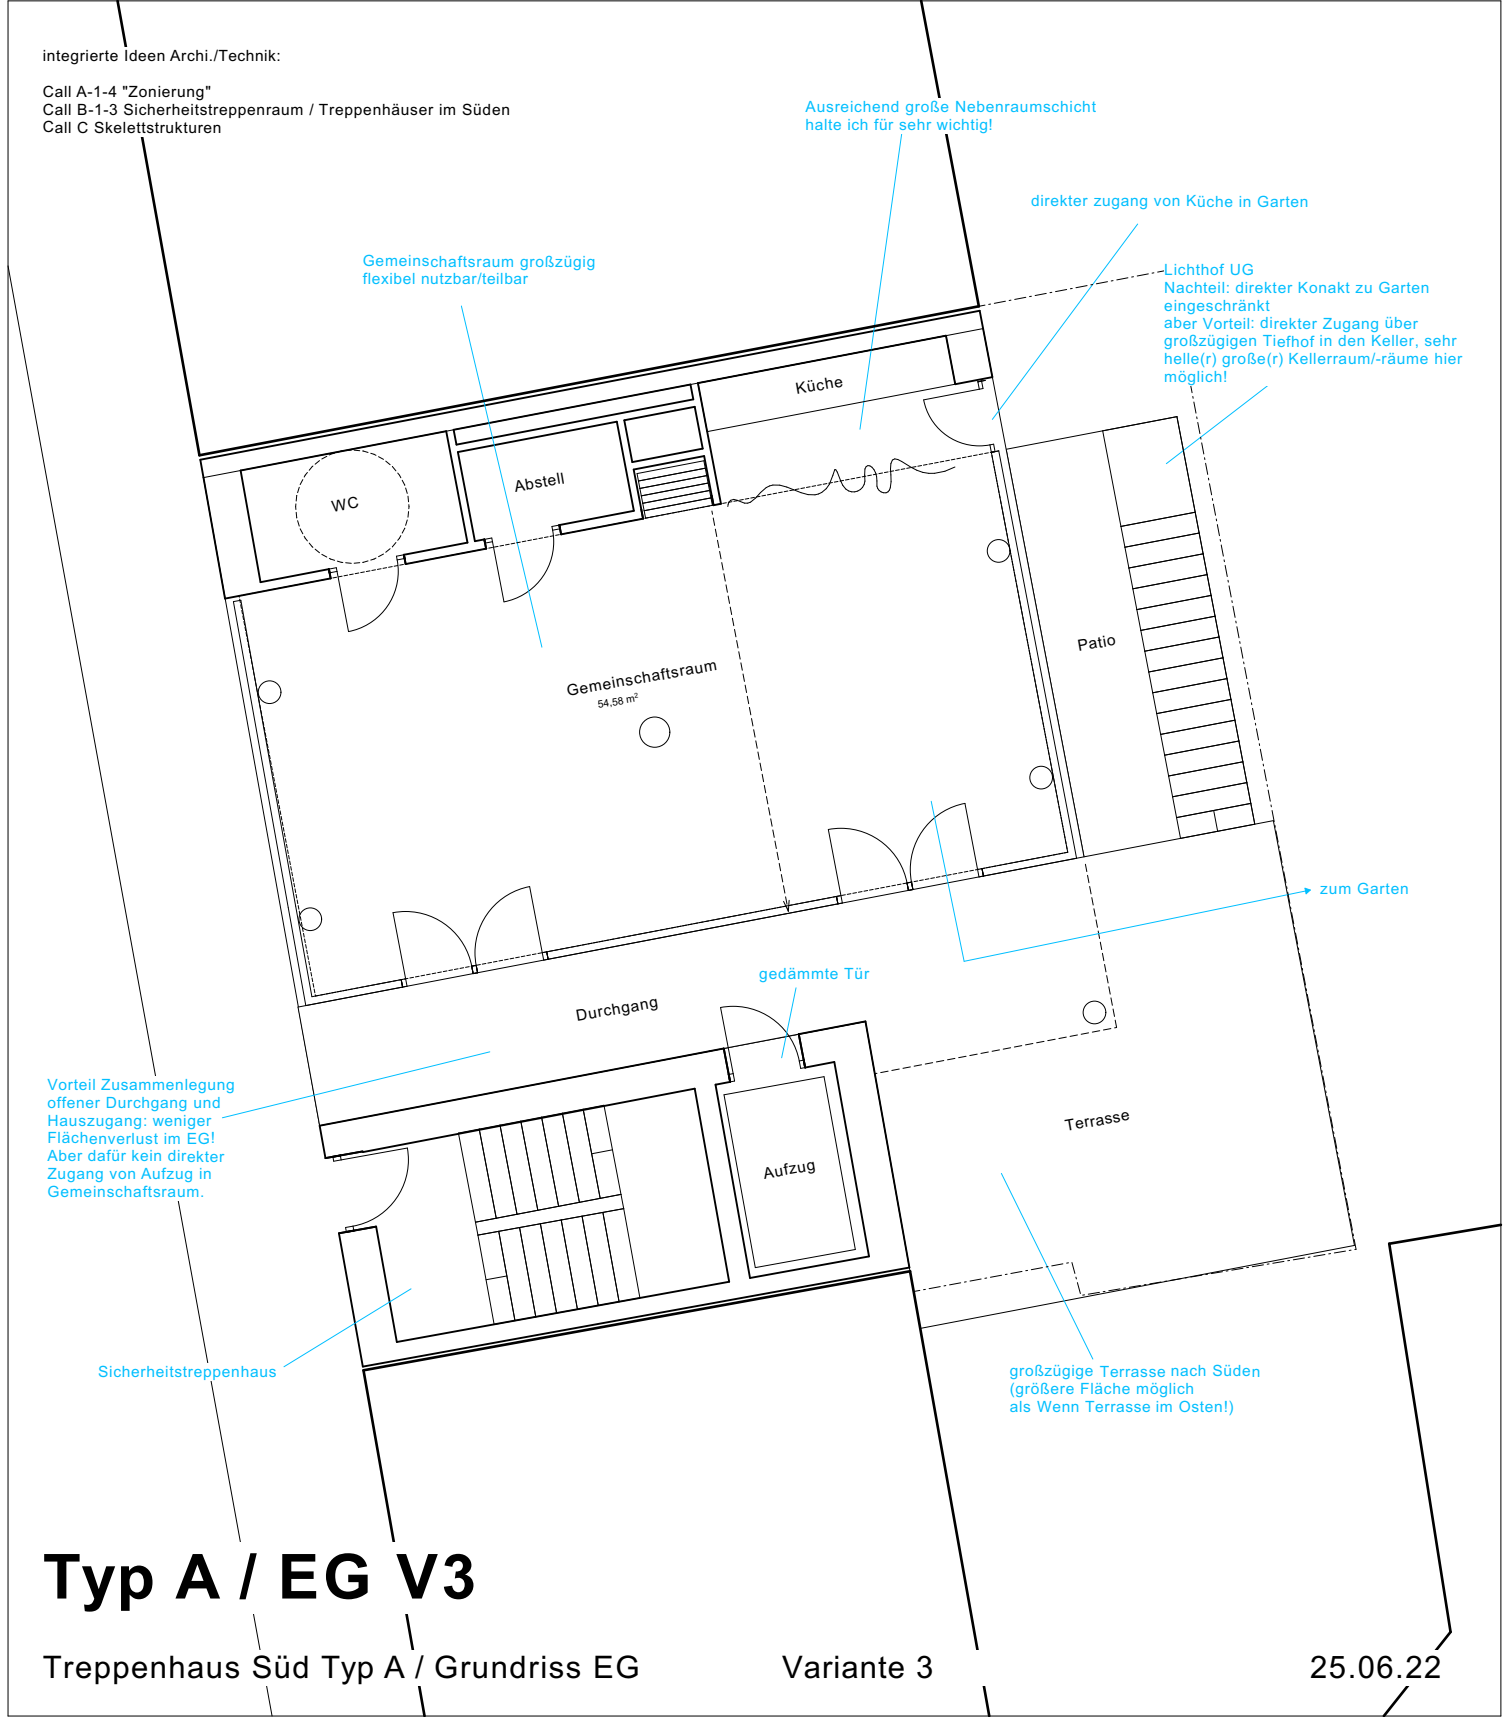 integrierte Ideen Archi./Technik:
Call A-1-4 "Zonierung"
Call B-1-3 Sicherheitstreppenraum / Treppenhäuser im Süden
Call C Skelettstrukturen
Ausreichend große Nebenraumschicht
halte ich für sehr wichtig!
direkter zugang von Küche in Garten
Gemeinschaftsraum großzügig
flexibel nutzbar/teilbar
Lichthof UG
Nachteil: direkter Konakt zu Garten
eingeschränkt
aber Vorteil: direkter Zugang über
großzügigen Tiefhof in den Keller, sehr
helle(r) große(r) Kellerraum/-räume hier
möglich!
Küche
WC
Abstell
Patio
Gemeinschaftsraum
54,58 m²
zum Garten
gedämmte Tür
Durchgang
Vorteil Zusammenlegung
offener Durchgang und
Hauszugang: weniger
Flächenverlust im EG!
Aber dafür kein direkter
Zugang von Aufzug in
Gemeinschaftsraum.
Terrasse
Aufzug
Sicherheitstreppenhaus
großzügige Terrasse nach Süden
(größere Fläche möglich
als Wenn Terrasse im Osten!)
Typ A / EG V3
Treppenhaus Süd Typ A / Grundriss EG
Variante 3
25.06.22